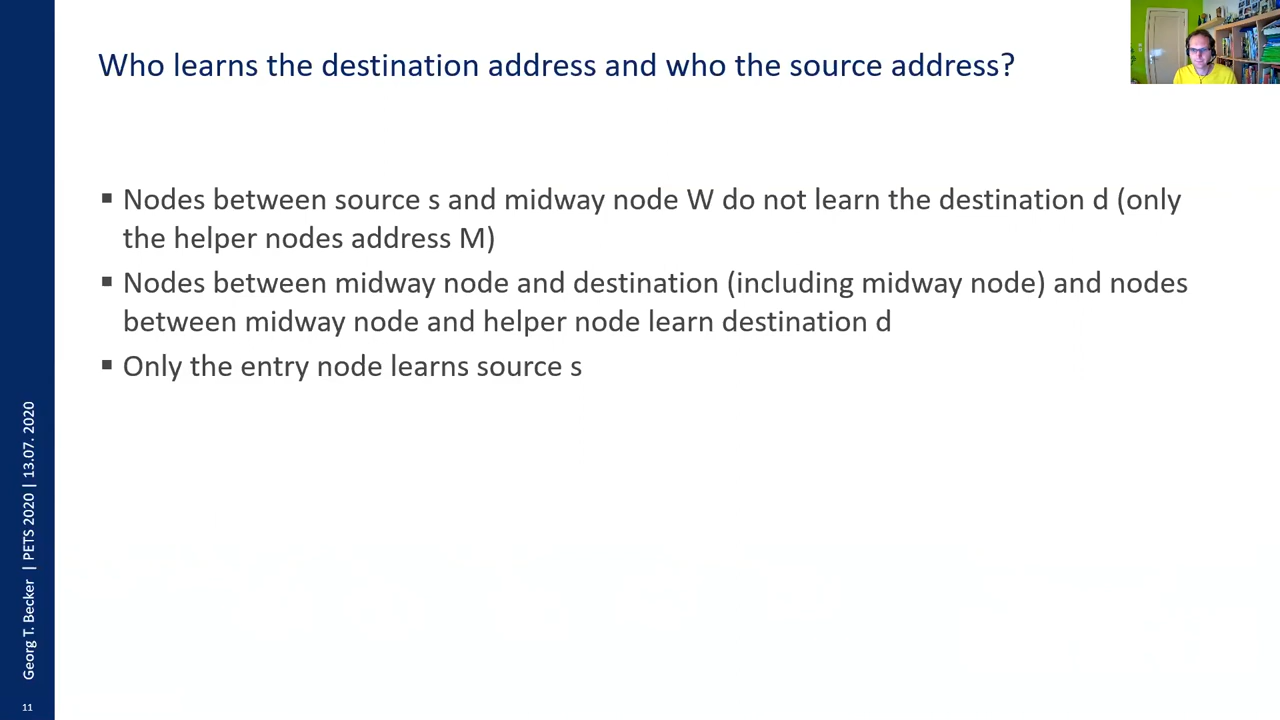 Who learns the destination address and who the source address?
▪ Nodes between source s and midway node W do not learn the destination d (only
the helper nodes address M)
▪ Nodes between midway node and destination (including midway node) and nodes
between midway node and helper node learn destination d
▪ Only the entry node learns source s
Georg T. Becker | PETS 2020 | 13.07. 2020
11